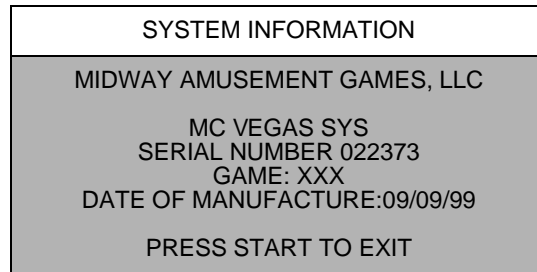 SYSTEM INFORMATION
MIDWAY AMUSEMENT GAMES, LLC
MC VEGAS SYS
SERIAL NUMBER 022373
GAME: XXX
DATE OF MANUFACTURE:09/09/99
PRESS START TO EXIT